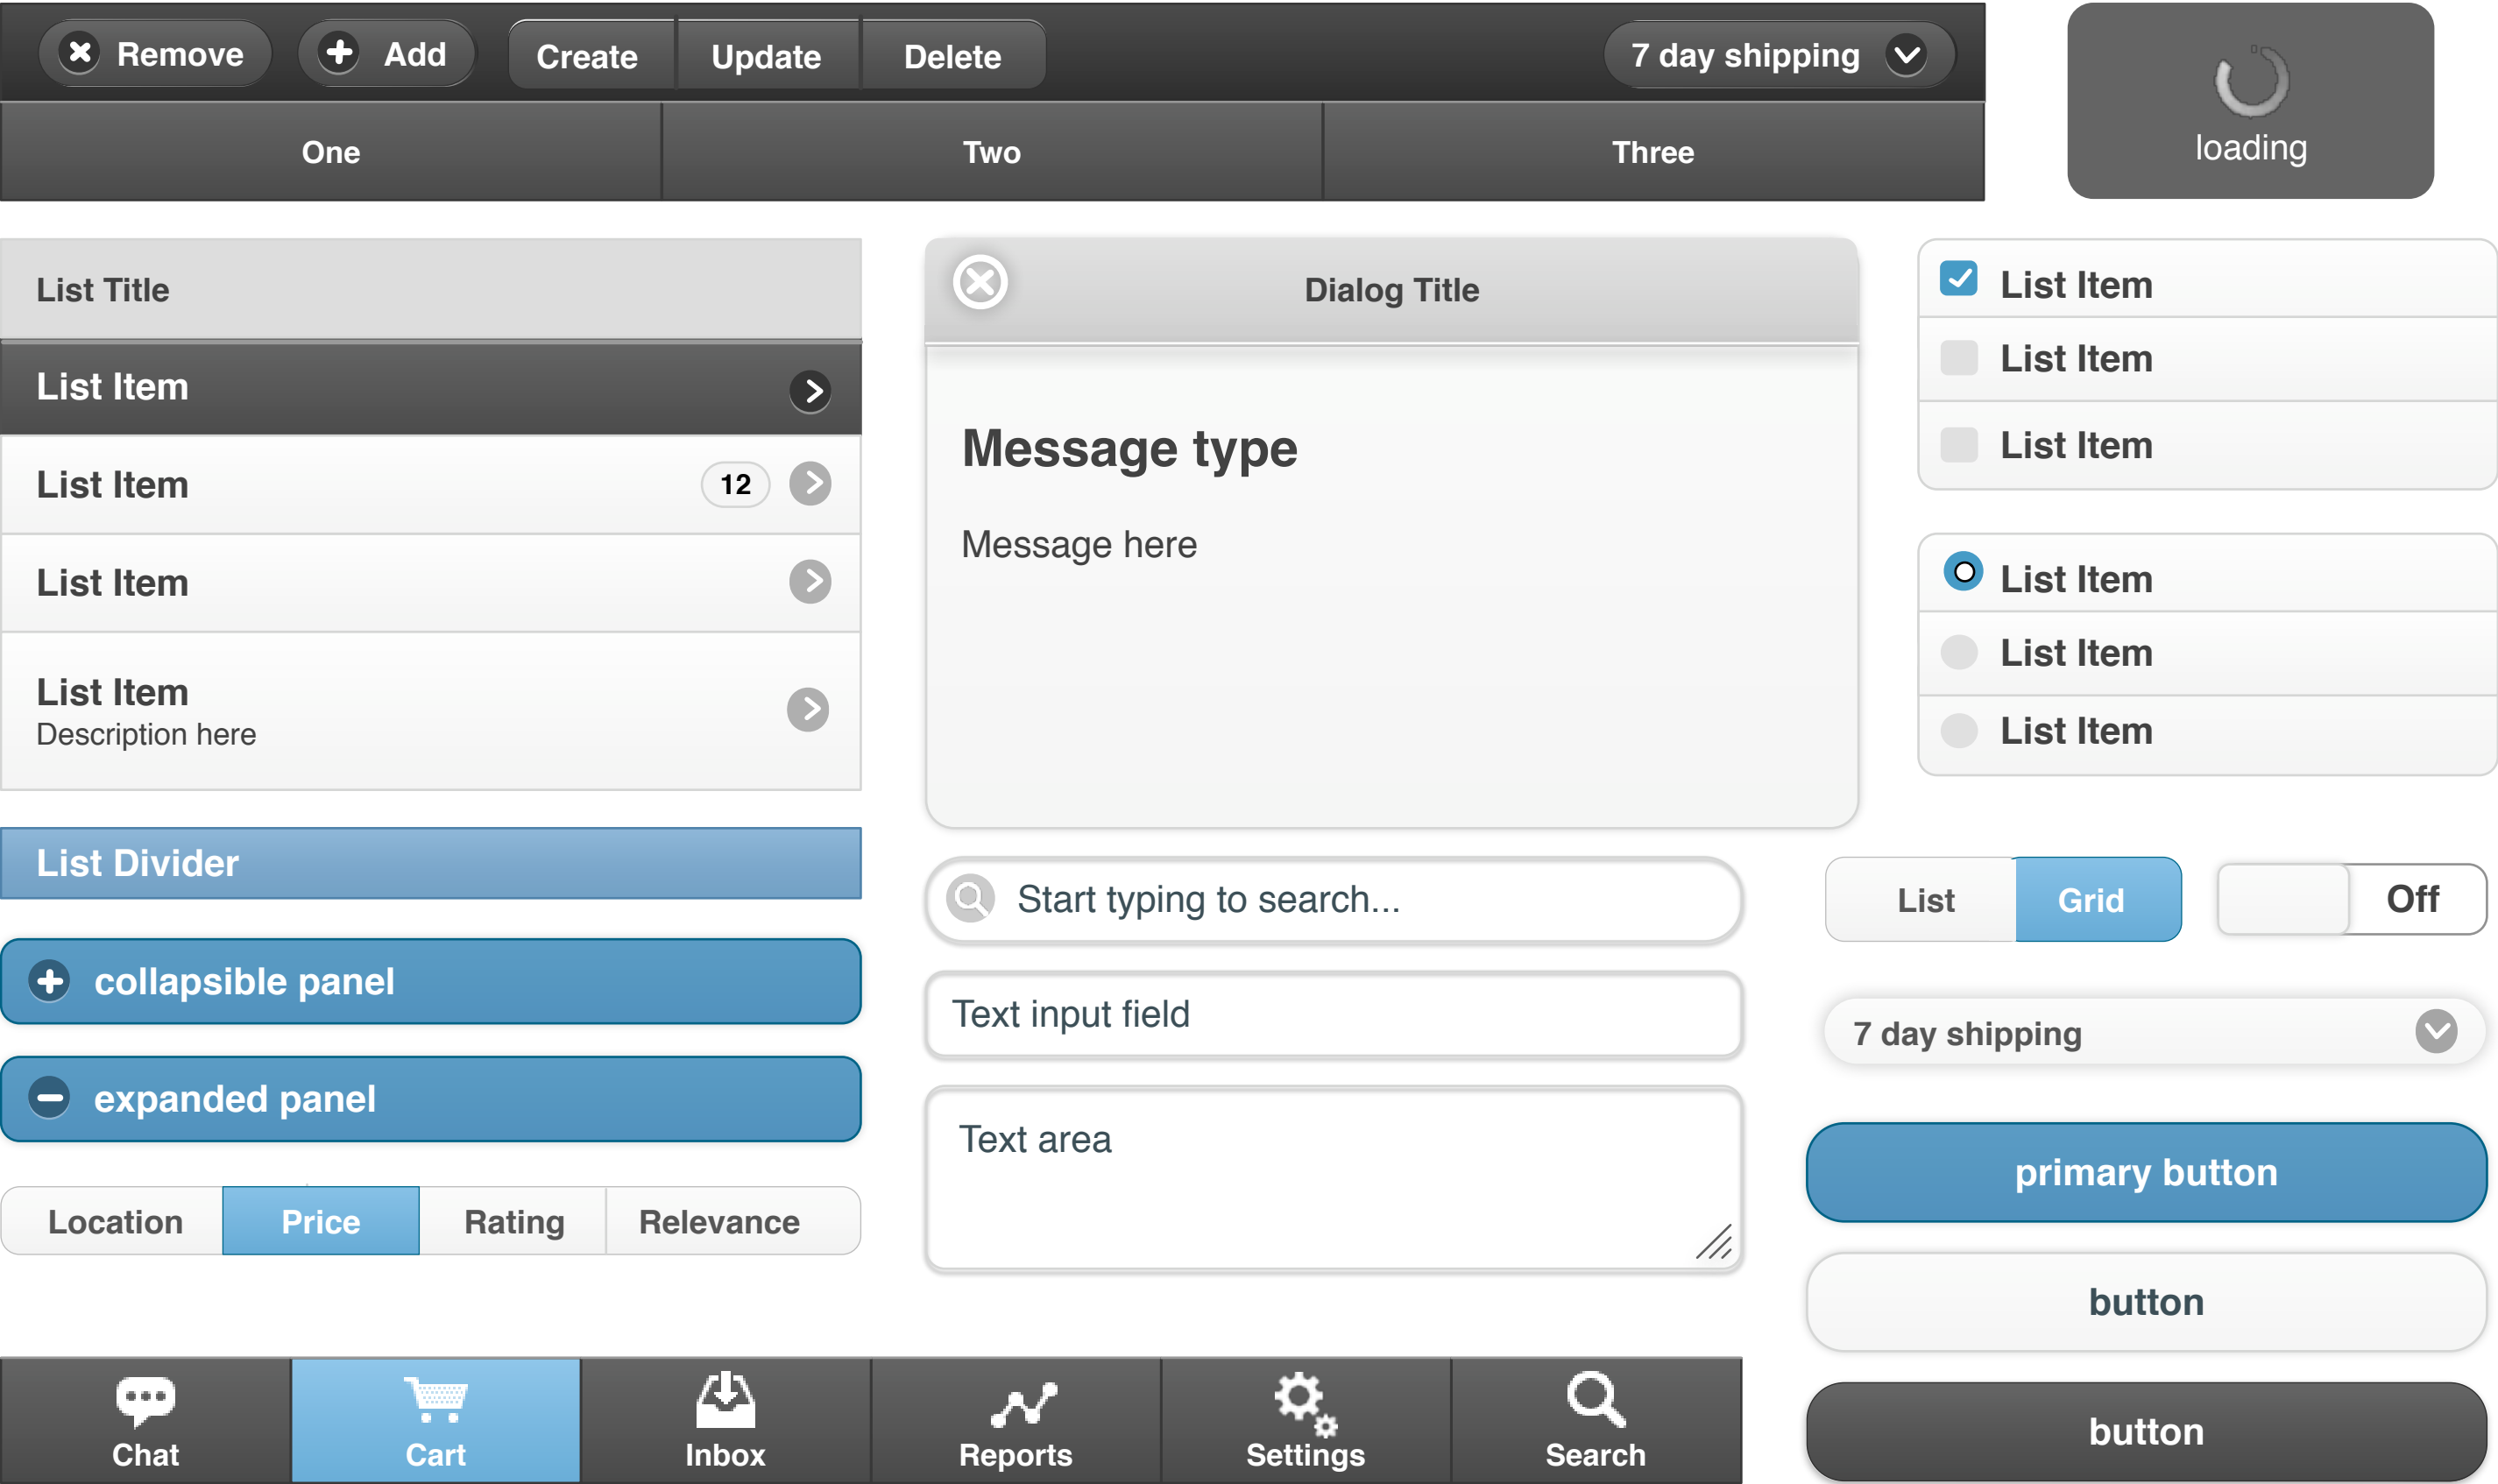 Remove
Add
Create
Update
Delete
7 day shipping
loading
One
Two
Three
List Title
List Item
List Item
12
List Item
List Item
Description here
Dialog Title
Message type
Message here
List Item
List Item
List Item
List Item
List Item
List Item
List Divider
collapsible panel
expanded panel
Location
Price
Rating
Relevance
Start typing to search...
Text input field
Text area
List
Grid
Off
7 day shipping
primary button
button
button
Chat
Cart
Inbox
Reports
Settings
Search